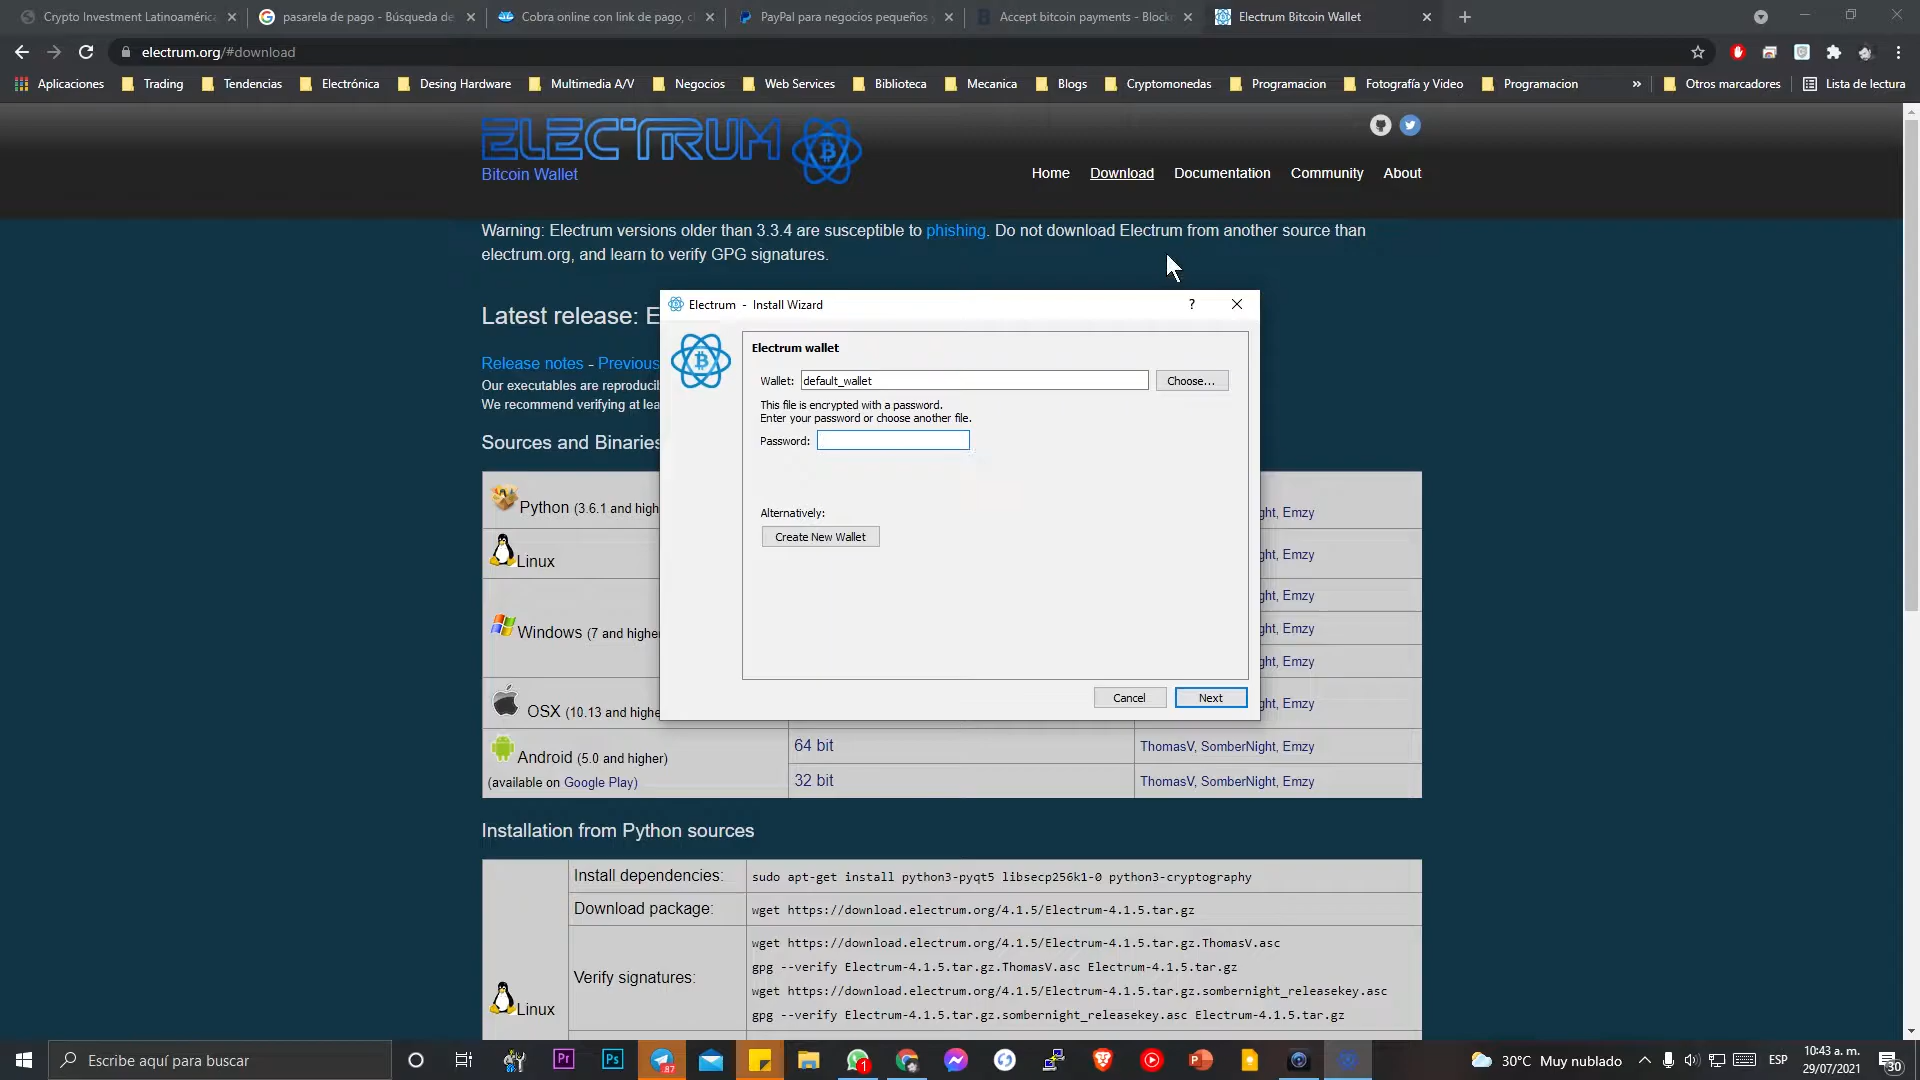 Crypto Investment Latinoaméric
pasarela de pago - Búsqueda de
Cobra online con link de pago, c
PayPal para negocios pequeños y
Accept bitcoin payments - Block
Electrum Bitcoin Wallet
electrum.org/#download
Aplicaciones
Trading
Tendencias
Electrónica
Desing Hardware
Multimedia A/V
Negocios
Web Services
Biblioteca
Mecanica
Blogs
Cryptomonedas
Programacion
Fotografía y Video
Programacion
»
Otros marcadores
Lista de lectura
ELECTRUM
Bitcoin Wallet
Home
Download
Documentation
Community
About
Warning: Electrum versions older than 3.3.4 are susceptible to phishing. Do not download Electrum from another source than
electrum.org, and learn to verify GPG signatures.
Latest release: E
Release notes - Previous
Our executables are reproducil
We recommend verifying at lea
Sources and Binaries
Electrum - Install Wizard
?
Electrum wallet
Wallet:
default_wallet
Choose...
This file is encrypted with a password.
Enter your password or choose another file.
Password:
Alternatively:
Create New Wallet
Cancel
Next
Python (3.6.1 and high
ght, Emzy
Linux
ght, Emzy
Windows (7 and highe
ght, Emzy
ght, Emzy
ght, Emzy
OSX (10.13 and highe
ght, Emzy
Android (5.0 and higher)
(available on Google Play)
64 bit
ThomasV, SomberNight, Emzy
32 bit
ThomasV, SomberNight, Emzy
Installation from Python sources
Linux
Install dependencies:
sudo apt-get install python3-pyqt5 libsecp256k1-0 python3-cryptography
Download package:
wget https://download.electrum.org/4.1.5/Electrum-4.1.5.tar.gz
Verify signatures:
wget https://download.electrum.org/4.1.5/Electrum-4.1.5.tar.gz.ThomasV.asc
gpg --verify Electrum-4.1.5.tar.gz.ThomasV.asc Electrum-4.1.5.tar.gz
wget https://download.electrum.org/4.1.5/Electrum-4.1.5.tar.gz.sombernight_releasekey.asc
gpg --verify Electrum-4.1.5.tar.gz.sombernight_releasekey.asc Electrum-4.1.5.tar.gz
Escribe aquí para buscar
Pr
Ps
87
1
30°C Muy nublado
ESP
10:43 a. m.
29/07/2021
30